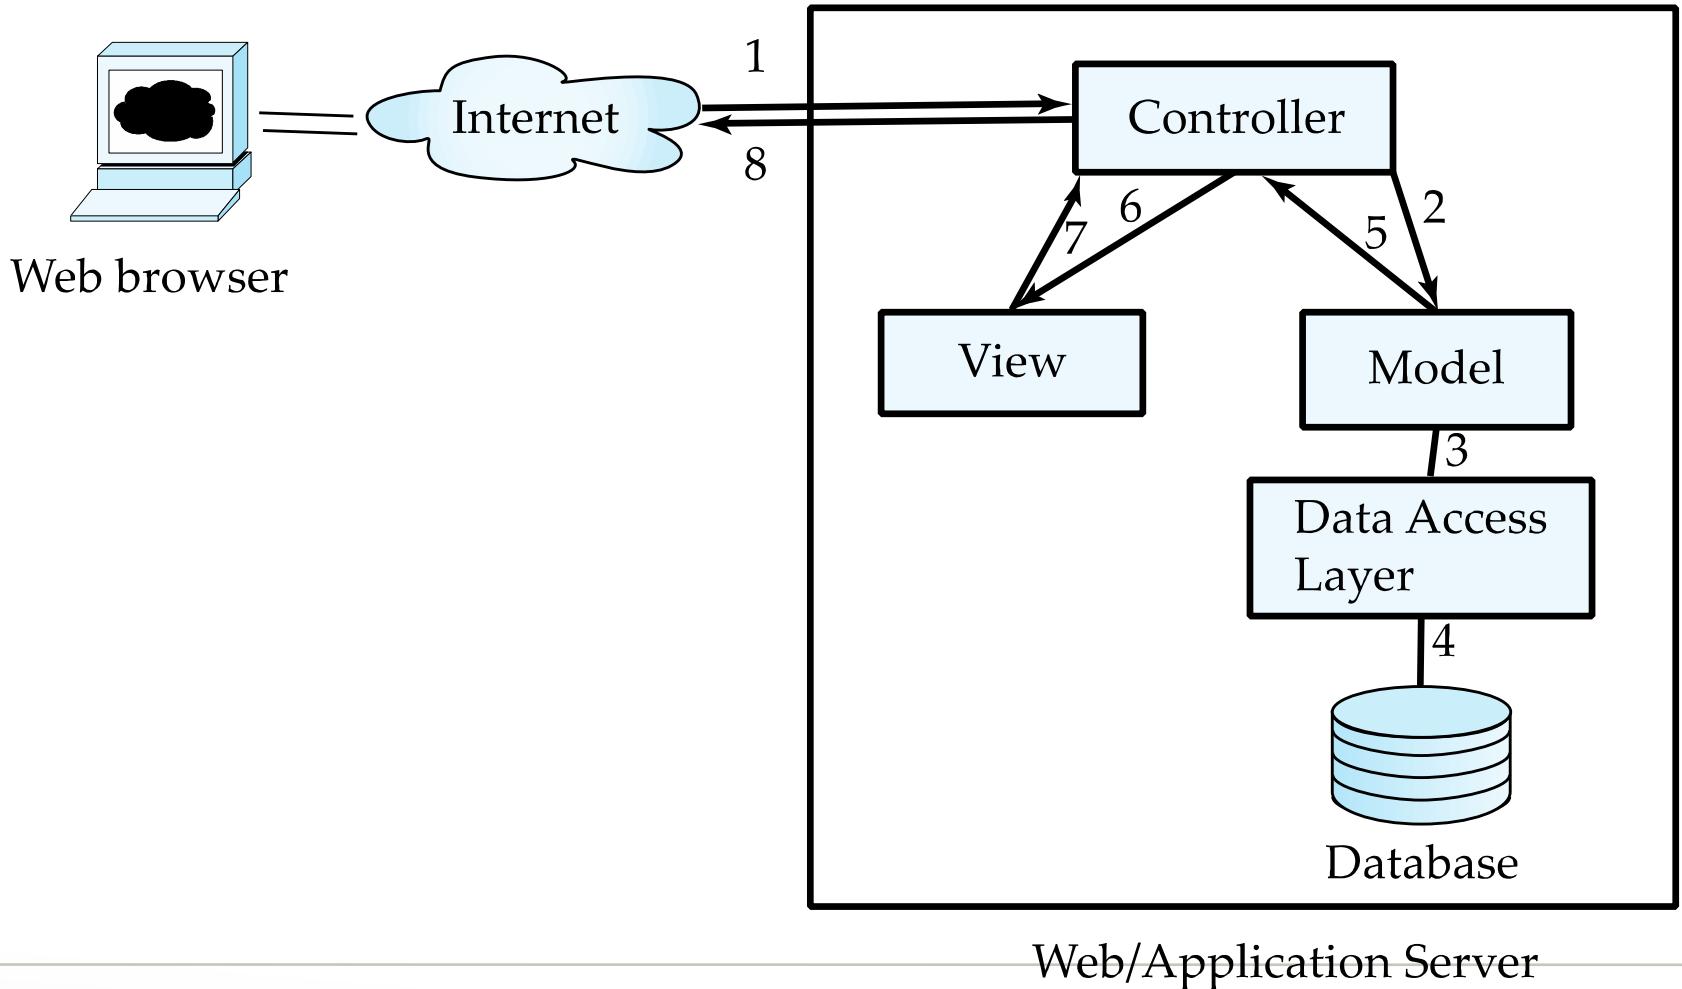 1
Internet
Controller
8
Web browser
6
7
5
2
View
Model
3
Data Access
Layer
4
Database
Web/Application Server